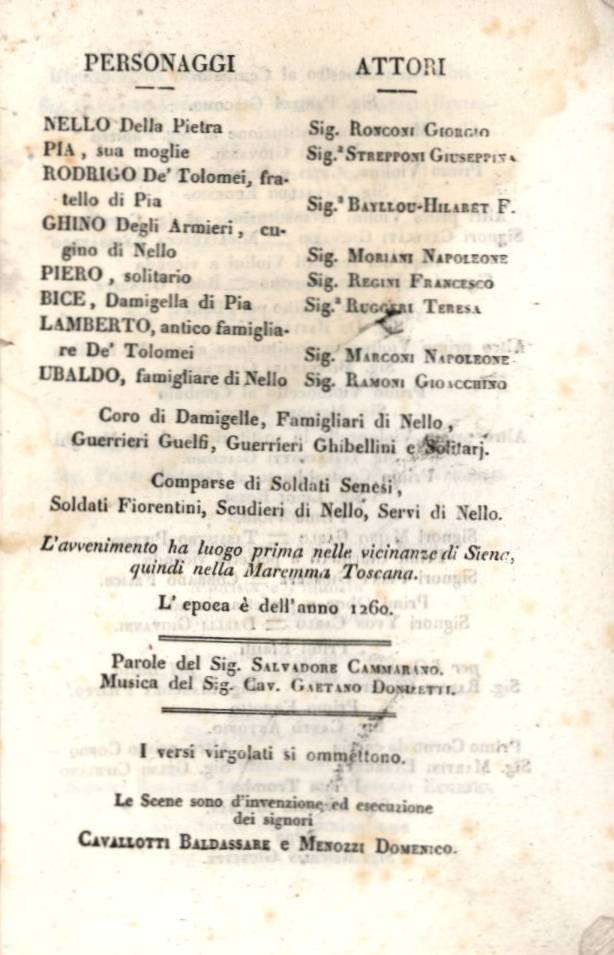 PERSONAGGI ATTORI
NELLO Della Pietra Sig. RONCONI GIORGIO
PIA, sua moglie Sig.ª STREPPONI GIUSEPPINA
RODRIGO De' Tolomei, fra-
tello di Pia Sig.ª BAYLLOU-HILARET F.
GHINO Degli Armieri, cu-
gino di Nello Sig. MORIANI NAPOLEONE
PIERO, solitario Sig. REGINI FRANCESCO
BICE, Damigella di Pia Sig.ª RUGGERI TERESA
LAMBERTO, antico famiglia-
re De' Tolomei Sig. MARCONI NAPOLEONE
UBALDO, famigliare di Nello Sig. RAMONI GIOACCHINO
Coro di Damigelle, Famigliari di Nello,
Guerrieri Guelfi, Guerrieri Ghibellini e Solitarj.
Comparse di Soldati Senesi,
Soldati Fiorentini, Scudieri di Nello, Servi di Nello.
L'avvenimento ha luogo prima nelle vicinanze di Siena,
quindi nella Maremma Toscana.
L' epoca è dell'anno 1260.
Parole del Sig. SALVADORE CAMMARANO.
Musica del Sig. Cav. GAETANO DONIZETTI.
I versi virgolati si ommettono.
Le Scene sono d'invenzione ed esecuzione
dei signori
CAVALLOTTI BALDASSARE e MENOZZI DOMENICO.